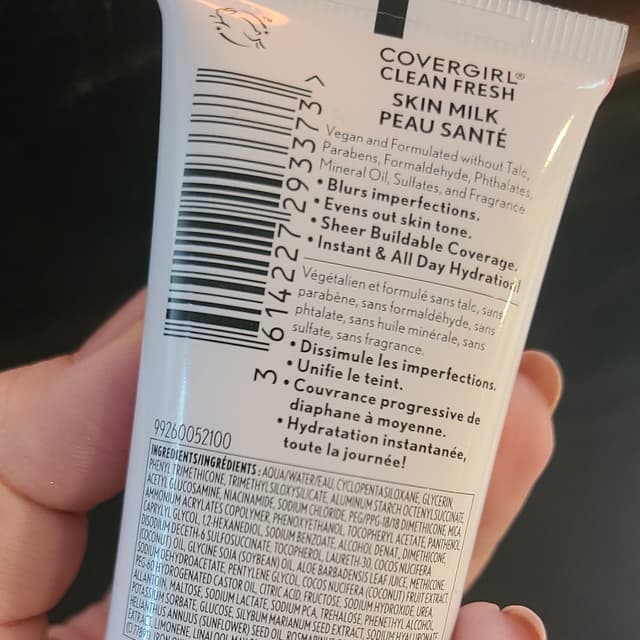 COVERGIRL®
CLEAN FRESH
SKIN MILK
PEAU SANTÉ
Vegan and Formulated without Talc,
Parabens, Formaldehyde, Phthalates,
Mineral Oil, Sulfates, and Fragrance
• Blurs imperfections.
• Evens out skin tone.
• Sheer Buildable Coverage.
• Instant & All Day Hydration!
Végétalien et formulé sans talc, sans
parabène, sans formaldéhyde, sans
phtalate, sans huile minérale, sans
sulfate, sans fragrance.
• Dissimule les imperfections.
• Unifie le teint.
• Couvrance progressive de
diaphane à moyenne.
• Hydratation instantanée,
toute la journée!
3 614227 293373 >
99260052100
INGREDIENTS/INGRÉDIENTS: AQUA/WATER/EAU, CYCLOPENTASILOXANE, GLYCERIN,
PHENYL TRIMETHICONE, TRIMETHYLSILOXYSILICATE, ALUMINUM STARCH OCTENYLSUCCINATE,
ACETYL GLUCOSAMINE, NIACINAMIDE, SODIUM CHLORIDE, PEG/PPG-18/18 DIMETHICONE, MICA,
AMMONIUM ACRYLATES COPOLYMER, PHENOXYETHANOL, TOCOPHERYL ACETATE, PANTHENOL,
CAPRYLYL GLYCOL, 1,2-HEXANEDIOL, SODIUM BENZOATE, ALCOHOL DENAT., DIMETHICONE,
DISODIUM DECETH-6 SULFOSUCCINATE, TOCOPHEROL, LAURETH-30, COCOS NUCIFERA
(COCONUT) OIL, GLYCINE SOJA (SOYBEAN) OIL, ALOE BARBADENSIS LEAF JUICE, METHICONE,
SODIUM DEHYDROACETATE, PENTYLENE GLYCOL, COCOS NUCIFERA (COCONUT) FRUIT EXTRACT,
PEG-60 HYDROGENATED CASTOR OIL, CITRIC ACID, FRUCTOSE, SODIUM HYDROXIDE, UREA,
ALLANTOIN, MALTOSE, SODIUM LACTATE, SODIUM PCA, TREHALOSE, PHENETHYL ALCOHOL,
POTASSIUM SORBATE, GLUCOSE, SILYBUM MARIANUM SEED EXTRACT, SODIUM HYALURONATE,
HELIANTHUS ANNUUS (SUNFLOWER) SEED OIL,
LIMONENE, LINALOOL